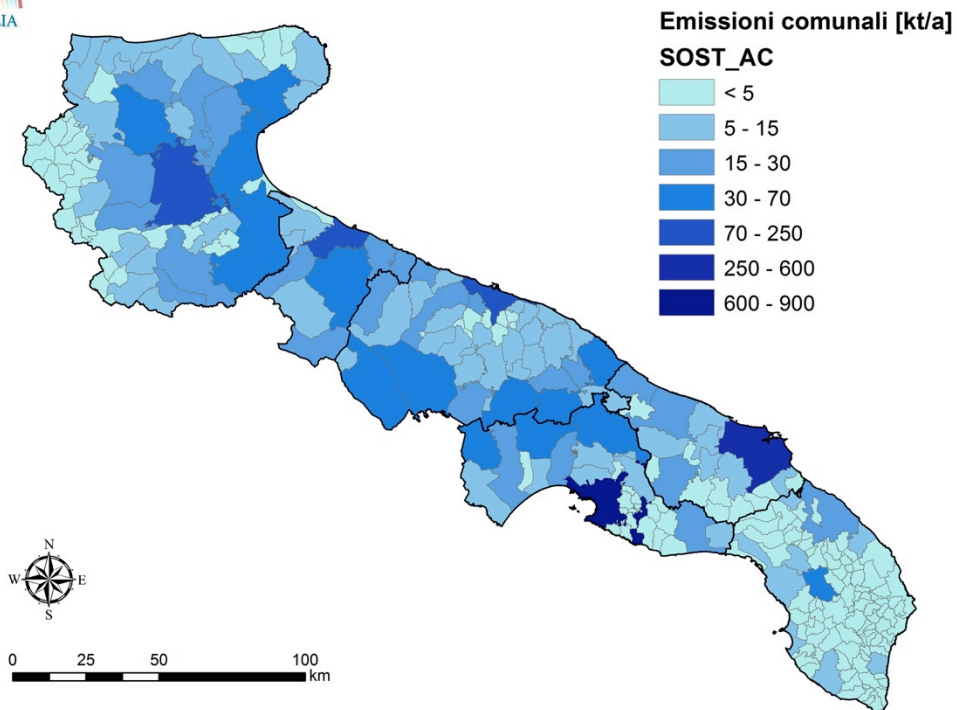 LIA
Emissioni comunali [kt/a]
SOST_AC
< 5
5 - 15
15 - 30
30 - 70
70 - 250
250 - 600
600 - 900
N
W E
S
0 25 50 100
km